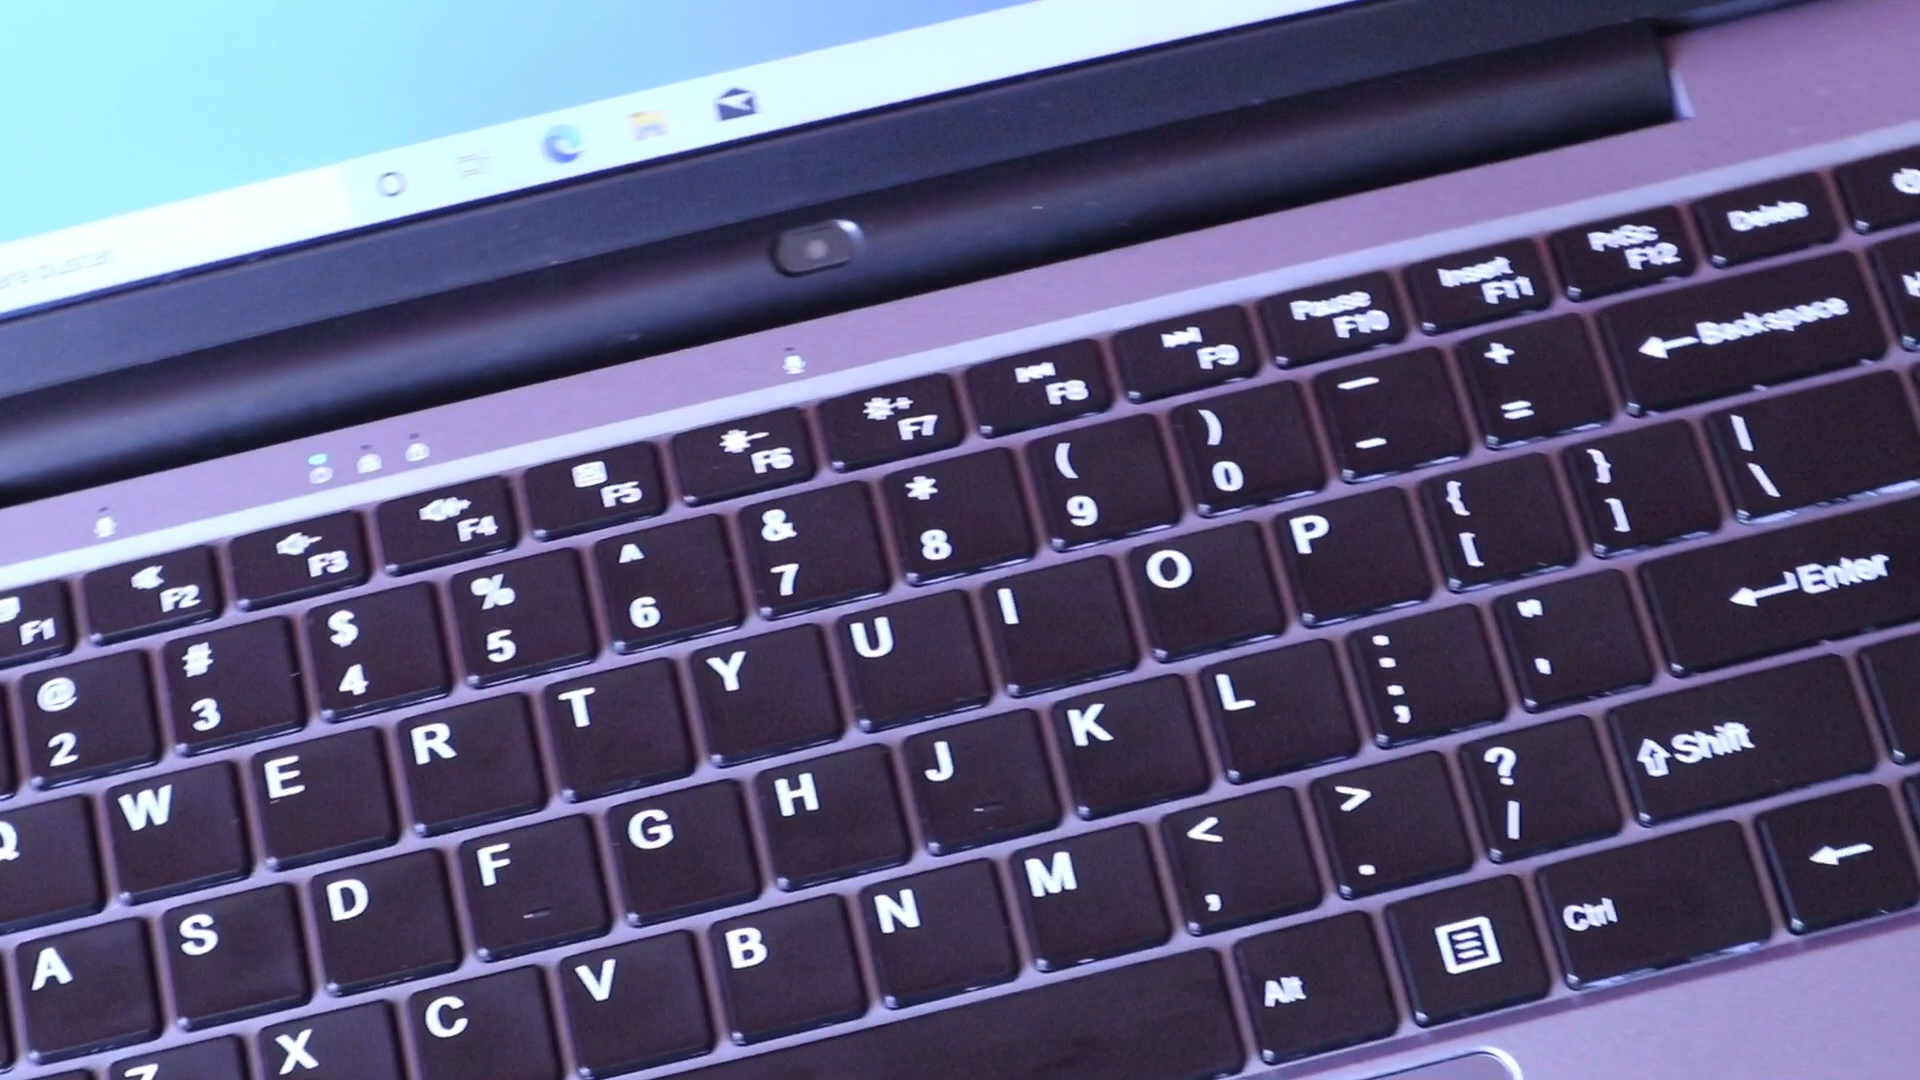 buscar
F1 F2 F3 F4 F5 F6 F7 F8 F9 Pause F10 Insert F11 PrtSc F12 Delete
@ 2 # 3 $ 4 % 5 ^ 6 & 7 * 8 ( 9 ) 0 — - + = ←Backspace
Q W E R T Y U I O P { [ } ] | \
A S D F G H J K L : ; " ' Enter
Z X C V B N M < , > . ? / Shift
Alt Ctrl ←